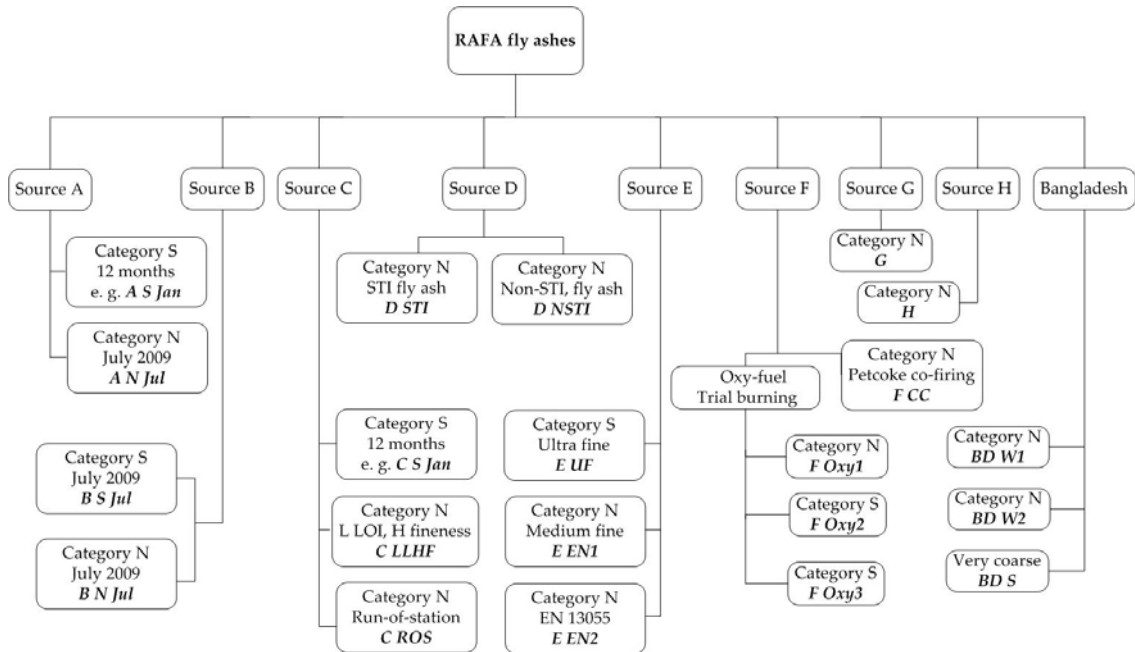 RAFA fly ashes
Source A
Source B
Source C
Source D
Source E
Source F
Source G
Source H
Bangladesh
Category S
12 months
e. g. A S Jan
Category N
July 2009
A N Jul
Category S
July 2009
B S Jul
Category N
July 2009
B N Jul
Category S
12 months
e. g. C S Jan
Category N
L LOI, H fineness
C LLHF
Category N
Run-of-station
C ROS
Category N
STI fly ash
D STI
Category N
Non-STI, fly ash
D NSTI
Category S
Ultra fine
E UF
Category N
Medium fine
E EN1
Category N
EN 13055
E EN2
Oxy-fuel
Trial burning
Category N
F Oxy1
Category S
F Oxy2
Category S
F Oxy3
Category N
Petcoke co-firing
F CC
Category N
G
Category N
H
Category N
BD W1
Category N
BD W2
Very coarse
BD S